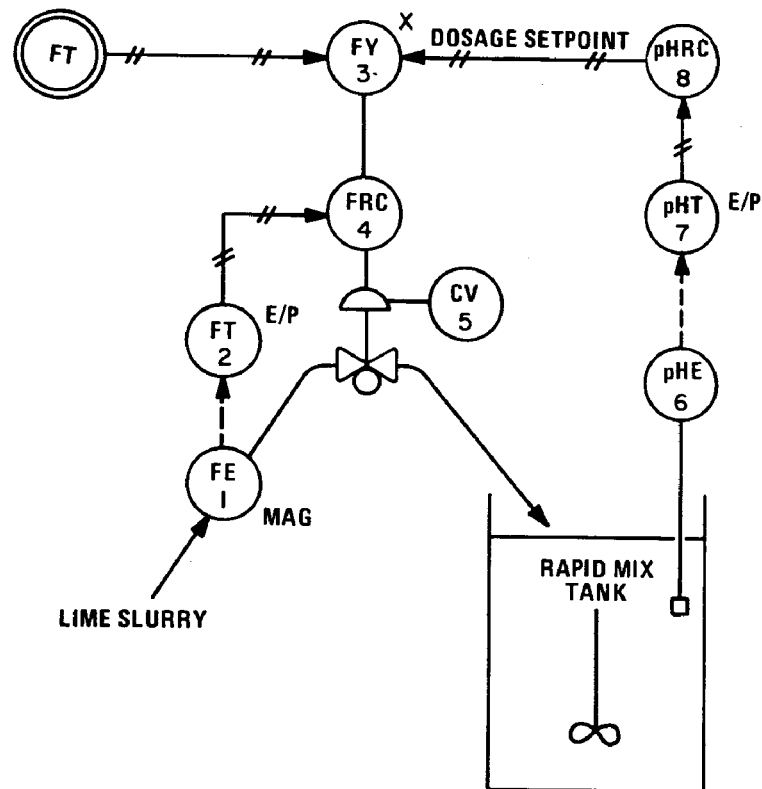 FT
FY
3
X
DOSAGE SETPOINT
pHRC
8
FRC
4
pHT
7
E/P
FT
2
E/P
CV
5
pHE
6
FE
1
MAG
LIME SLURRY
RAPID MIX
TANK